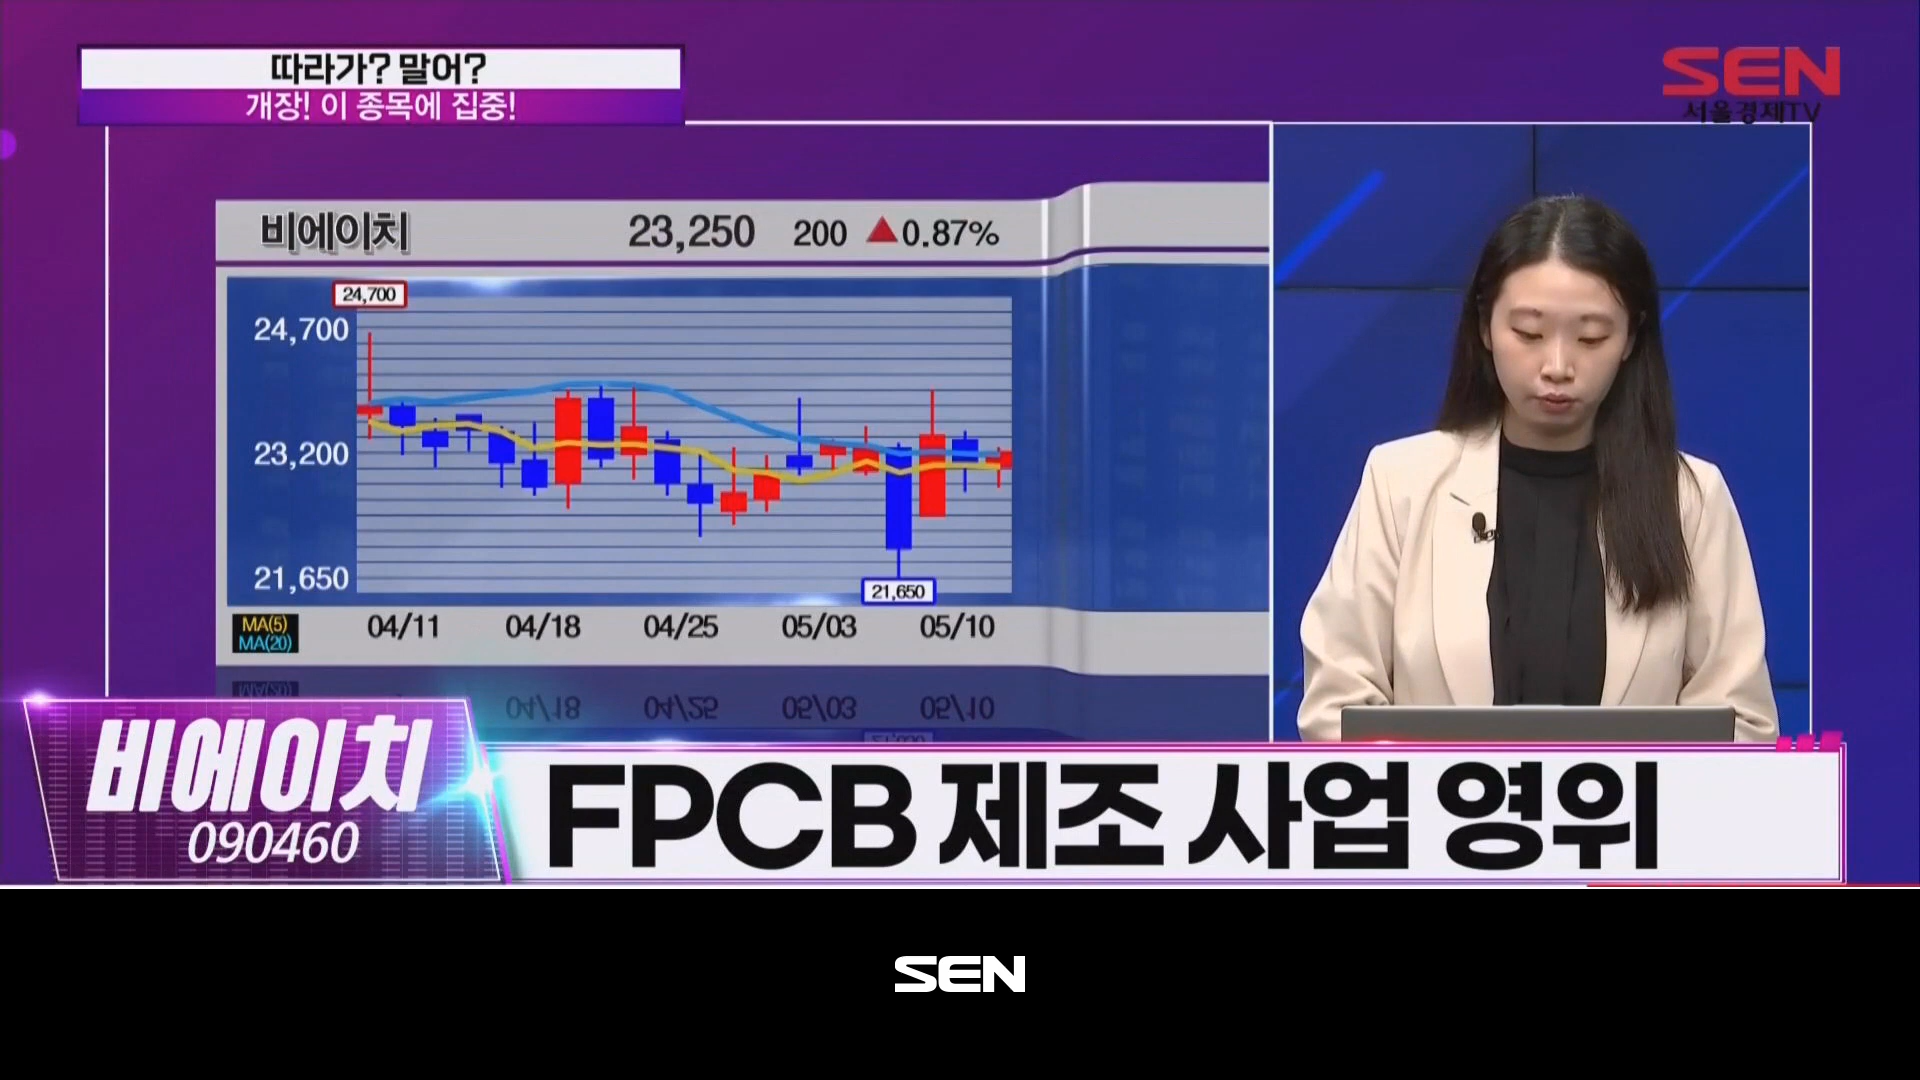 따라가? 말어?
개장! 이 종목에 집중!
SEN
서울경제TV
비에이치 23,250 200 ▲0.87%
24,700
24,700
23,200
21,650
21,650
MA(5)
MA(20)
04/11 04/18 04/25 05/03 05/10
비에이치
090460
FPCB 제조 사업 영위
SEN